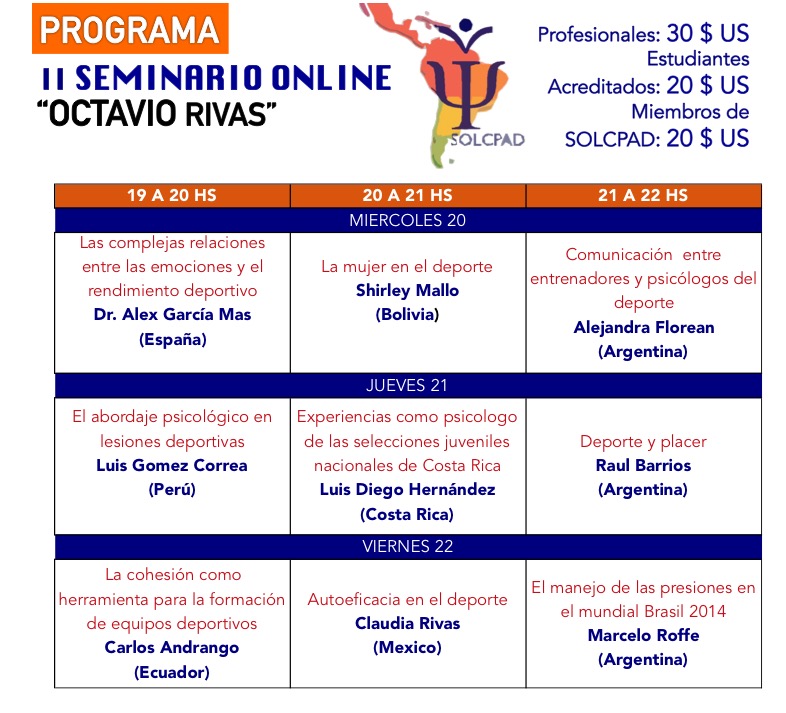 PROGRAMA
II SEMINARIO ONLINE
“OCTAVIO RIVAS”
SOLCPAD
Profesionales: 30 $ US
Estudiantes
Acreditados: 20 $ US
Miembros de
SOLCPAD: 20 $ US
19 A 20 HS
20 A 21 HS
21 A 22 HS
MIERCOLES 20
Las complejas relaciones
entre las emociones y el
rendimiento deportivo
Dr. Alex García Mas
(España)
La mujer en el deporte
Shirley Mallo
(Bolivia)
Comunicación entre
entrenadores y psicólogos del
deporte
Alejandra Florean
(Argentina)
JUEVES 21
El abordaje psicológico en
lesiones deportivas
Luis Gomez Correa
(Perú)
Experiencias como psicologo
de las selecciones juveniles
nacionales de Costa Rica
Luis Diego Hernández
(Costa Rica)
Deporte y placer
Raul Barrios
(Argentina)
VIERNES 22
La cohesión como
herramienta para la formación
de equipos deportivos
Carlos Andrango
(Ecuador)
Autoeficacia en el deporte
Claudia Rivas
(Mexico)
El manejo de las presiones en
el mundial Brasil 2014
Marcelo Roffe
(Argentina)